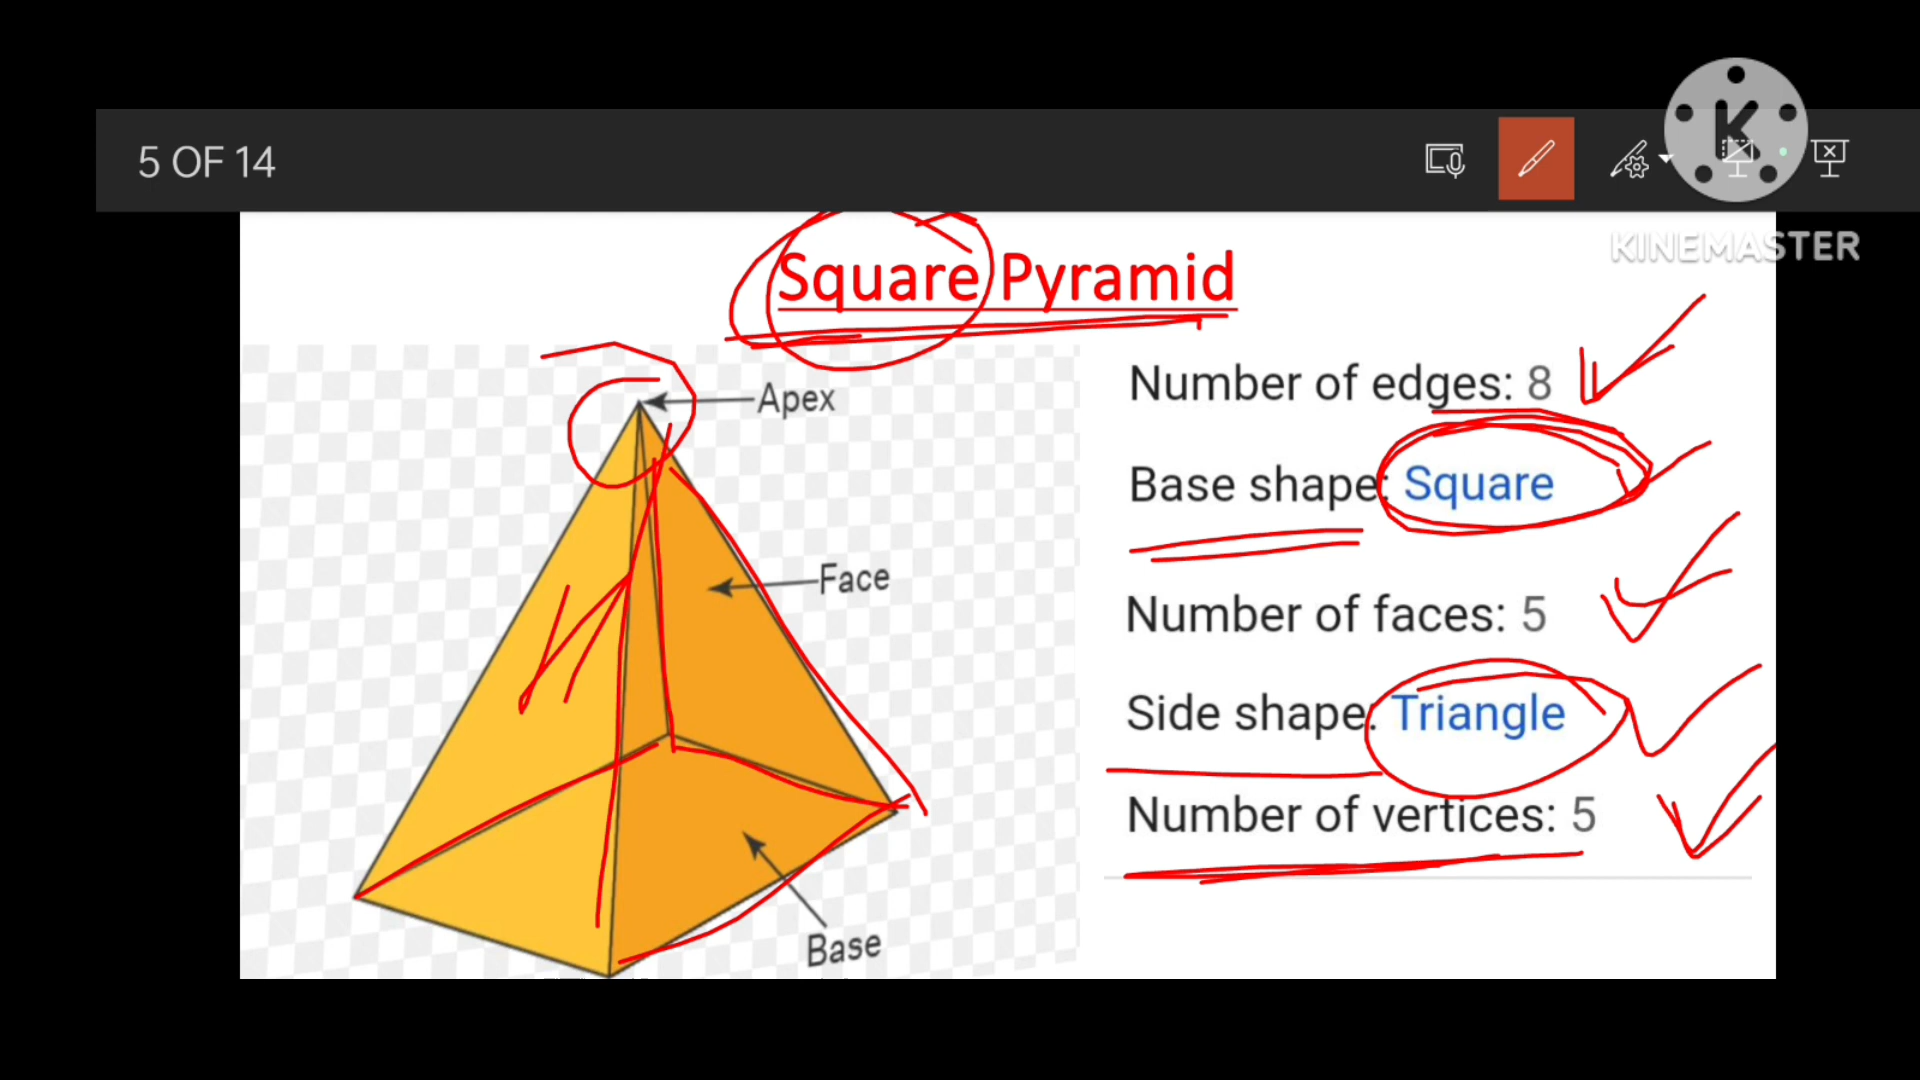 5 OF 14
K
KINEMASTER
Square Pyramid
Apex
Face
Base
Number of edges: 8
Base shape: Square
Number of faces: 5
Side shape: Triangle
Number of vertices: 5